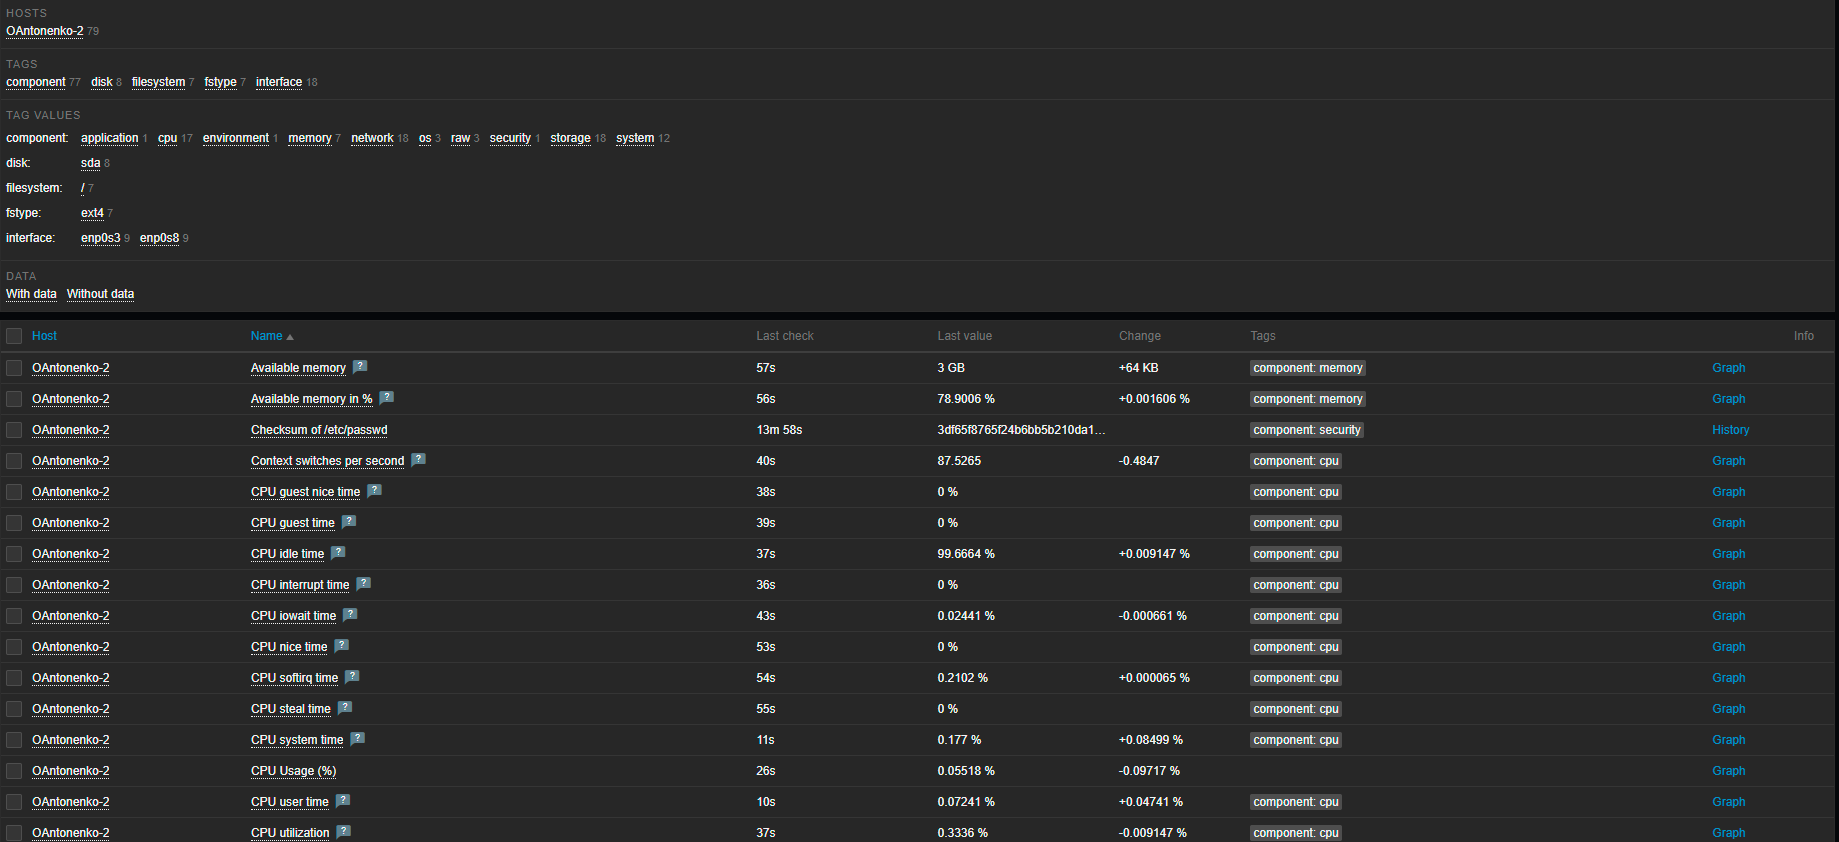 HOSTS
OAntonenko-2 79
TAGS
component 77 disk 8 filesystem 7 fstype 7 interface 18
TAG VALUES
component: application 1 cpu 17 environment 1 memory 7 network 18 os 3 raw 3 security 1 storage 18 system 12
disk: sda 8
filesystem: / 7
fstype: ext4 7
interface: enp0s3 9 enp0s8 9
DATA
With data Without data
Host Name ▲ Last check Last value Change Tags Info
OAntonenko-2 Available memory ? 57s 3 GB +64 KB component: memory Graph
OAntonenko-2 Available memory in % ? 56s 78.9006 % +0.001606 % component: memory Graph
OAntonenko-2 Checksum of /etc/passwd 13m 58s 3df65f8765f24b6bb5b210da1... component: security History
OAntonenko-2 Context switches per second ? 40s 87.5265 -0.4847 component: cpu Graph
OAntonenko-2 CPU guest nice time ? 38s 0 % component: cpu Graph
OAntonenko-2 CPU guest time ? 39s 0 % component: cpu Graph
OAntonenko-2 CPU idle time ? 37s 99.6664 % +0.009147 % component: cpu Graph
OAntonenko-2 CPU interrupt time ? 36s 0 % component: cpu Graph
OAntonenko-2 CPU iowait time ? 43s 0.02441 % -0.000661 % component: cpu Graph
OAntonenko-2 CPU nice time ? 53s 0 % component: cpu Graph
OAntonenko-2 CPU softirq time ? 54s 0.2102 % +0.000065 % component: cpu Graph
OAntonenko-2 CPU steal time ? 55s 0 % component: cpu Graph
OAntonenko-2 CPU system time ? 11s 0.177 % +0.08499 % component: cpu Graph
OAntonenko-2 CPU Usage (%) 26s 0.05518 % -0.09717 % Graph
OAntonenko-2 CPU user time ? 10s 0.07241 % +0.04741 % component: cpu Graph
OAntonenko-2 CPU utilization ? 37s 0.3336 % -0.009147 % component: cpu Graph